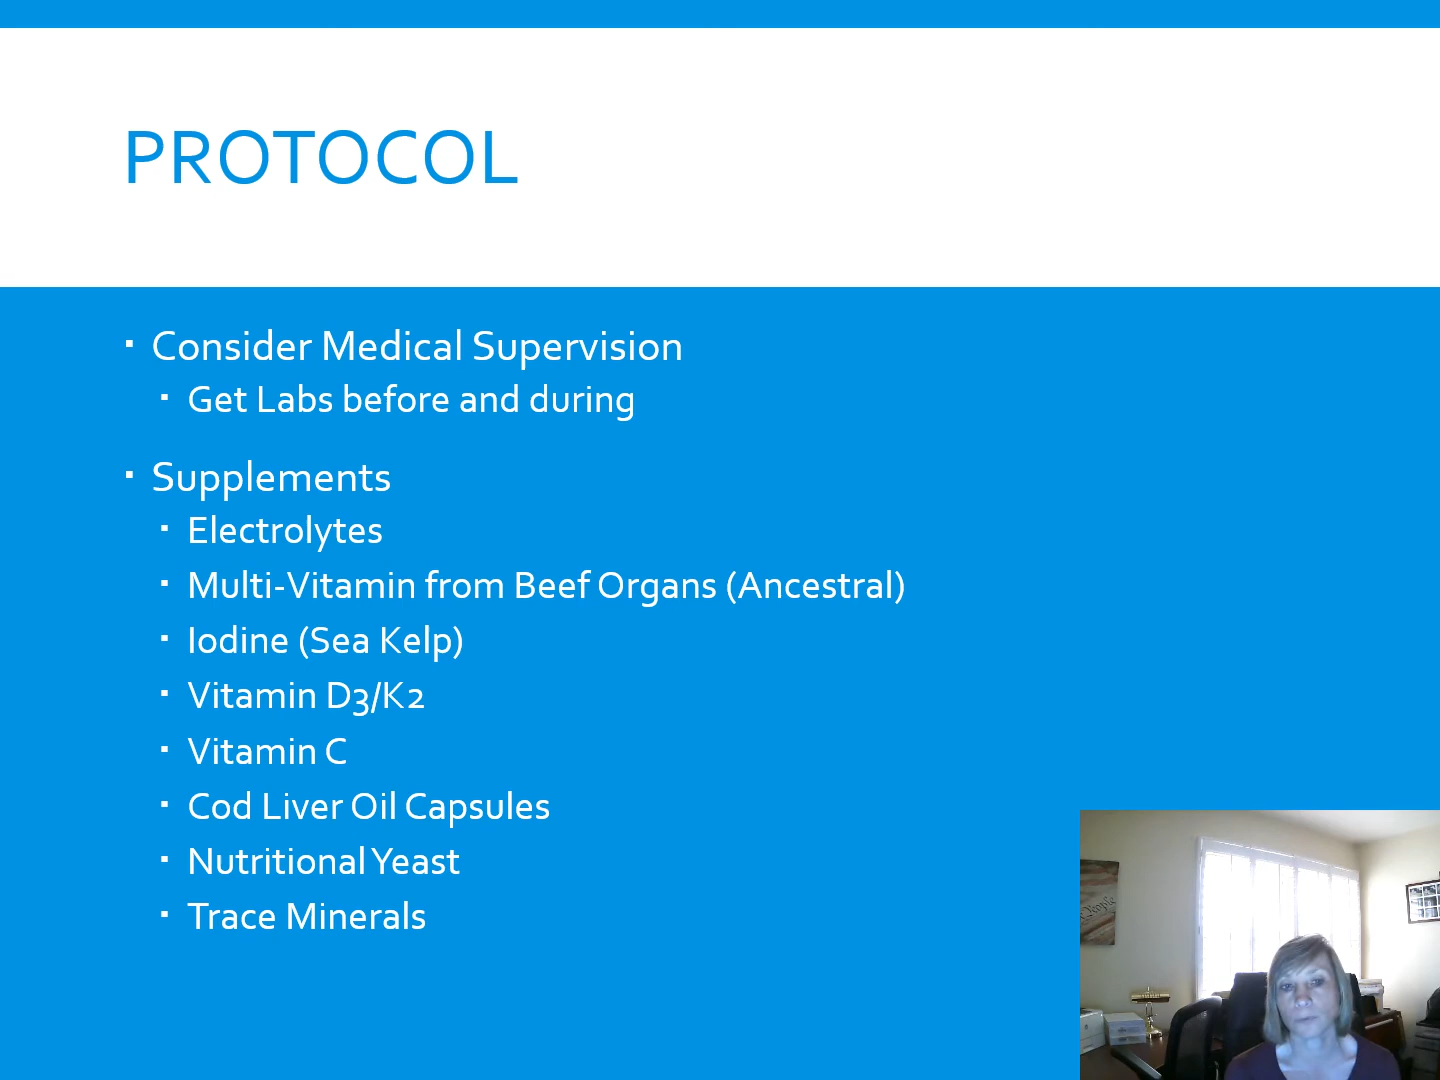 PROTOCOL
Consider Medical Supervision
Get Labs before and during
Supplements
Electrolytes
Multi-Vitamin from Beef Organs (Ancestral)
Iodine (Sea Kelp)
Vitamin D3/K2
Vitamin C
Cod Liver Oil Capsules
Nutritional Yeast
Trace Minerals
People